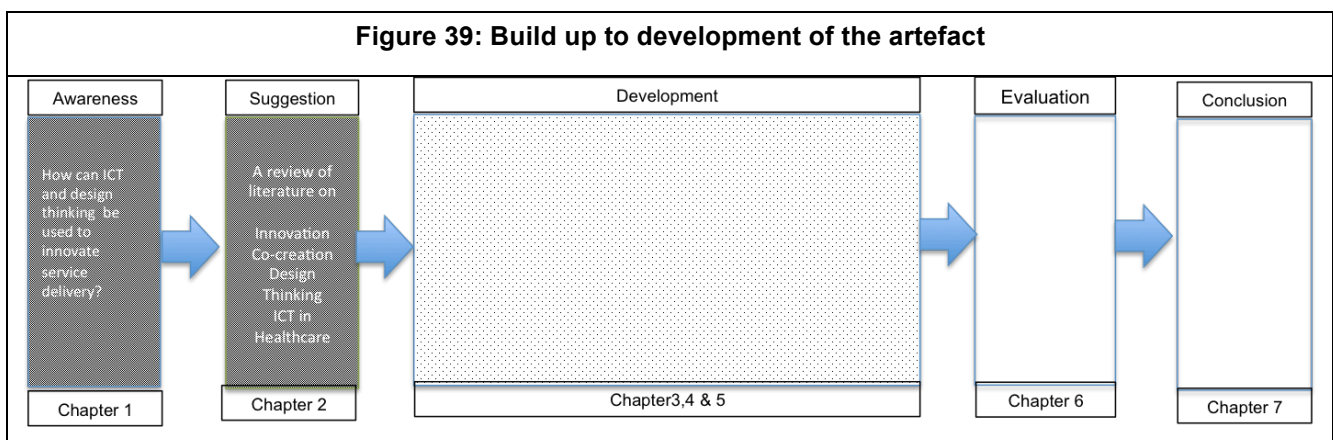 Figure 39: Build up to development of the artefact
Awareness
Suggestion
Development
Evaluation
Conclusion
How can ICT
and design
thinking be
used to
innovate
service
delivery?
A review of
literature on
Innovation
Co-creation
Design
Thinking
ICT in
Healthcare
Chapter 1
Chapter 2
Chapter3,4 & 5
Chapter 6
Chapter 7